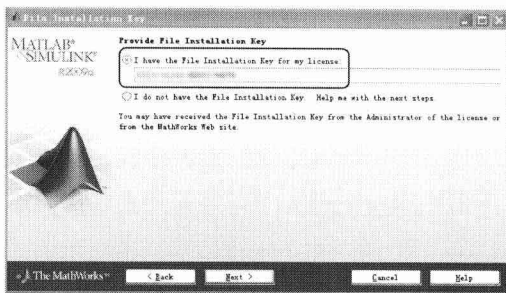 File Installation Key
MATLAB®
SIMULINK®
R2009a
Provide File Installation Key
I have the File Installation Key for my license:
I do not have the File Installation Key. Help me with the next steps
You may have received the File Installation Key from the Administrator of the license or
from the MathWorks Web site.
The MathWorks™
< Back
Next >
Cancel
Help